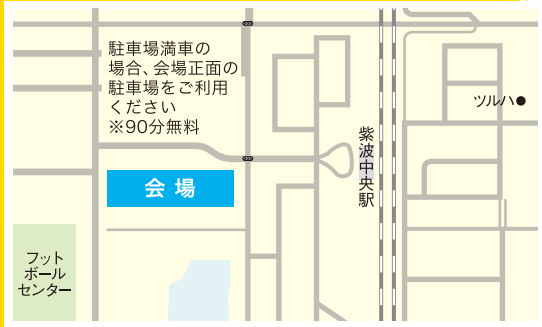 駐車場満車の
場合、会場正面の
駐車場をご利用
ください
※90分無料
ツルハ
紫波中央駅
会場
フット
ボール
センター